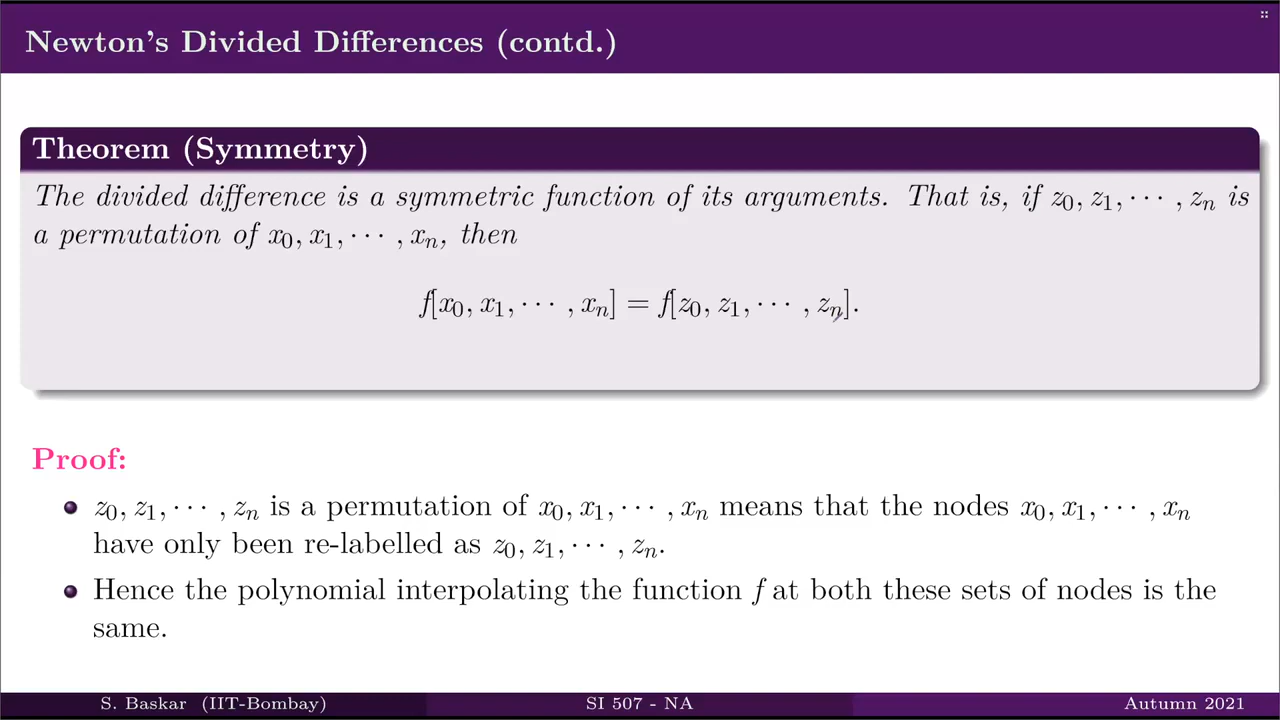 Newton's Divided Differences (contd.)
Theorem (Symmetry)
The divided difference is a symmetric function of its arguments. That is, if z₀, z₁, ⋯ , zₙ is
a permutation of x₀, x₁, ⋯ , xₙ, then
f[x₀, x₁, ⋯ , xₙ] = f[z₀, z₁, ⋯ , zₙ].
Proof:
z₀, z₁, ⋯ , zₙ is a permutation of x₀, x₁, ⋯ , xₙ means that the nodes x₀, x₁, ⋯ , xₙ
have only been re-labelled as z₀, z₁, ⋯ , zₙ.
Hence the polynomial interpolating the function f at both these sets of nodes is the
same.
S. Baskar (IIT-Bombay)
SI 507 - NA
Autumn 2021